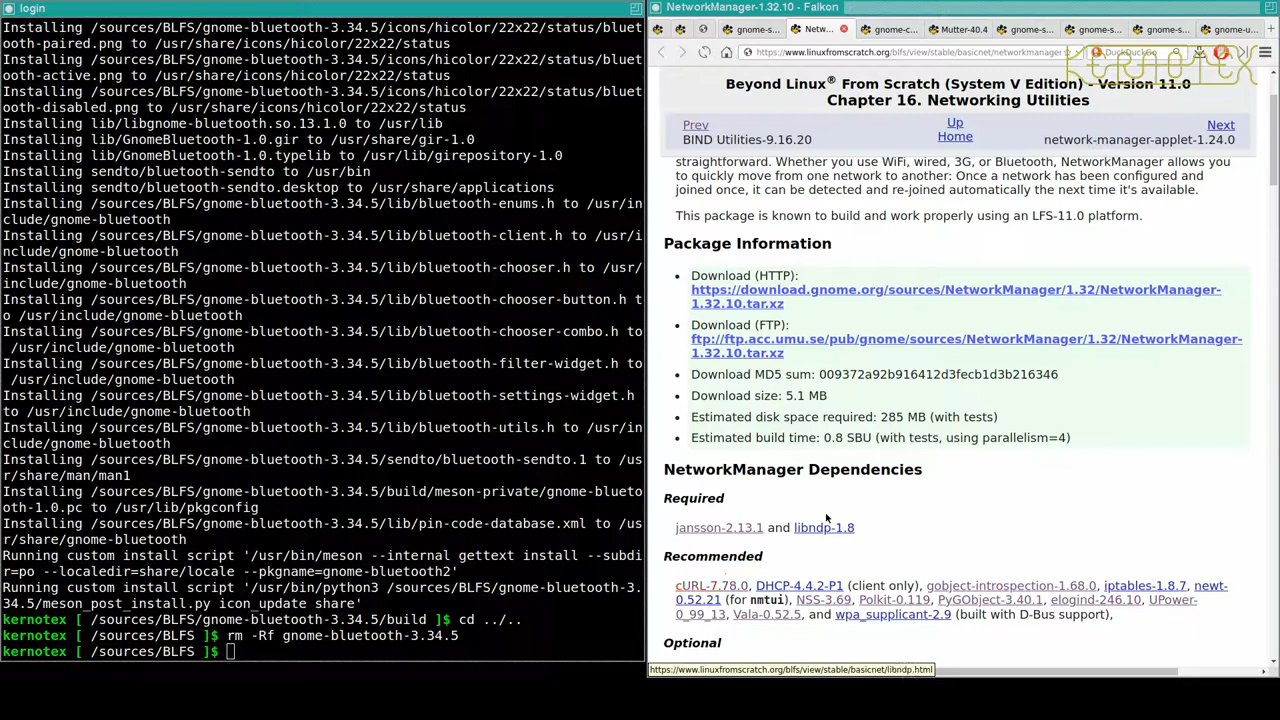 login
Installing /sources/BLFS/gnome-bluetooth-3.34.5/icons/hicolor/22x22/status/bluet
ooth-paired.png to /usr/share/icons/hicolor/22x22/status
Installing /sources/BLFS/gnome-bluetooth-3.34.5/icons/hicolor/22x22/status/bluet
ooth-active.png to /usr/share/icons/hicolor/22x22/status
Installing /sources/BLFS/gnome-bluetooth-3.34.5/icons/hicolor/22x22/status/bluet
ooth-disabled.png to /usr/share/icons/hicolor/22x22/status
Installing lib/libgnome-bluetooth.so.13.1.0 to /usr/lib
Installing lib/GnomeBluetooth-1.0.gir to /usr/share/gir-1.0
Installing lib/GnomeBluetooth-1.0.typelib to /usr/lib/girepository-1.0
Installing sendto/bluetooth-sendto to /usr/bin
Installing sendto/bluetooth-sendto.desktop to /usr/share/applications
Installing /sources/BLFS/gnome-bluetooth-3.34.5/lib/bluetooth-enums.h to /usr/in
clude/gnome-bluetooth
Installing /sources/BLFS/gnome-bluetooth-3.34.5/lib/bluetooth-client.h to /usr/i
nclude/gnome-bluetooth
Installing /sources/BLFS/gnome-bluetooth-3.34.5/lib/bluetooth-chooser.h to /usr/
include/gnome-bluetooth
Installing /sources/BLFS/gnome-bluetooth-3.34.5/lib/bluetooth-chooser-button.h t
o /usr/include/gnome-bluetooth
Installing /sources/BLFS/gnome-bluetooth-3.34.5/lib/bluetooth-chooser-combo.h to
 /usr/include/gnome-bluetooth
Installing /sources/BLFS/gnome-bluetooth-3.34.5/lib/bluetooth-filter-widget.h to
 /usr/include/gnome-bluetooth
Installing /sources/BLFS/gnome-bluetooth-3.34.5/lib/bluetooth-settings-widget.h
to /usr/include/gnome-bluetooth
Installing /sources/BLFS/gnome-bluetooth-3.34.5/lib/bluetooth-utils.h to /usr/in
clude/gnome-bluetooth
Installing /sources/BLFS/gnome-bluetooth-3.34.5/sendto/bluetooth-sendto.1 to /us
r/share/man/man1
Installing /sources/BLFS/gnome-bluetooth-3.34.5/build/meson-private/gnome-blueto
oth-1.0.pc to /usr/lib/pkgconfig
Installing /sources/BLFS/gnome-bluetooth-3.34.5/lib/pin-code-database.xml to /us
r/share/gnome-bluetooth
Running custom install script '/usr/bin/meson --internal gettext install --subdi
r=po --localedir=share/locale --pkgname=gnome-bluetooth2'
Running custom install script '/usr/bin/python3 /sources/BLFS/gnome-bluetooth-3.
34.5/meson_post_install.py icon_update share'
kernotex [ /sources/BLFS/gnome-bluetooth-3.34.5/build ]$ cd ../..
kernotex [ /sources/BLFS ]$ rm -Rf gnome-bluetooth-3.34.5
kernotex [ /sources/BLFS ]$
NetworkManager-1.32.10 - Falkon
gnome-s... Netw... gnome-c... Mutter-40.4 gnome-s... gnome-s... gnome-s... gnome-u...
https://www.linuxfromscratch.org/blfs/view/stable/basicnet/networkmanager DuckDuckGo
KERNOTEX
Beyond Linux® From Scratch (System V Edition) - Version 11.0
Chapter 16. Networking Utilities
Prev Up Next
BIND Utilities-9.16.20 Home network-manager-applet-1.24.0
straightforward. Whether you use WiFi, wired, 3G, or Bluetooth, NetworkManager allows you
to quickly move from one network to another: Once a network has been configured and
joined once, it can be detected and re-joined automatically the next time it's available.
This package is known to build and work properly using an LFS-11.0 platform.
Package Information
• Download (HTTP):
https://download.gnome.org/sources/NetworkManager/1.32/NetworkManager-
1.32.10.tar.xz
• Download (FTP):
ftp://ftp.acc.umu.se/pub/gnome/sources/NetworkManager/1.32/NetworkManager-
1.32.10.tar.xz
• Download MD5 sum: 009372a92b916412d3fecb1d3b216346
• Download size: 5.1 MB
• Estimated disk space required: 285 MB (with tests)
• Estimated build time: 0.8 SBU (with tests, using parallelism=4)
NetworkManager Dependencies
Required
jansson-2.13.1 and libndp-1.8
Recommended
cURL-7.78.0, DHCP-4.4.2-P1 (client only), gobject-introspection-1.68.0, iptables-1.8.7, newt-
0.52.21 (for nmtui), NSS-3.69, Polkit-0.119, PyGObject-3.40.1, elogind-246.10, UPower-
0_99_13, Vala-0.52.5, and wpa_supplicant-2.9 (built with D-Bus support),
Optional
https://www.linuxfromscratch.org/blfs/view/stable/basicnet/libndp.html